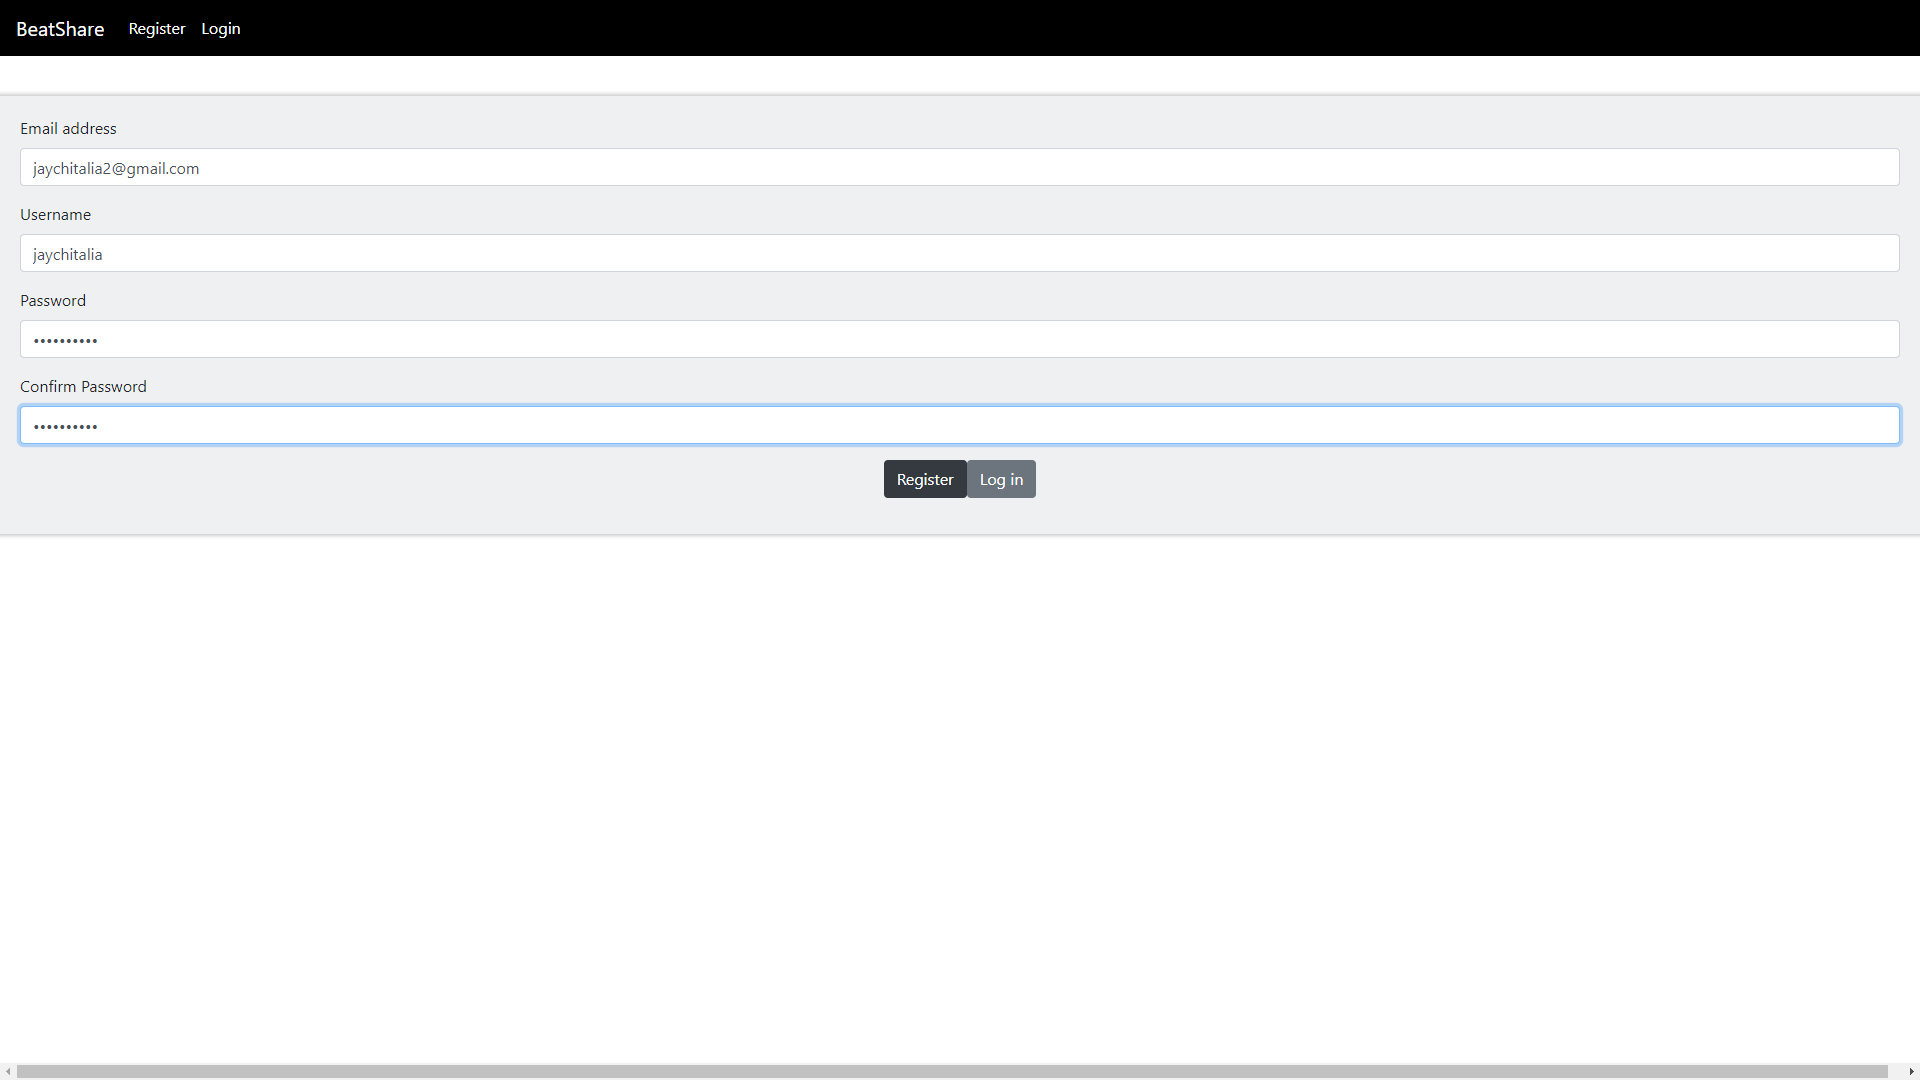 BeatShare Register Login
Email address
jaychitalia2@gmail.com
Username
jaychitalia
Password
••••••••••
Confirm Password
••••••••••
Register Log in